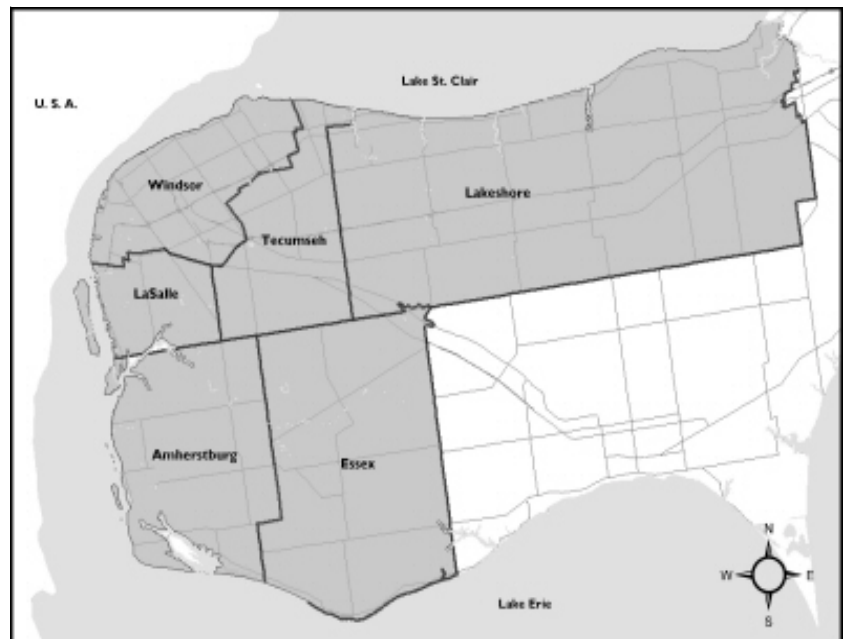 Lake St. Clair
U. S. A.
Windsor
Lakeshore
Tecumseh
LaSalle
Amherstburg
Essex
N
W E
S
Lake Erie